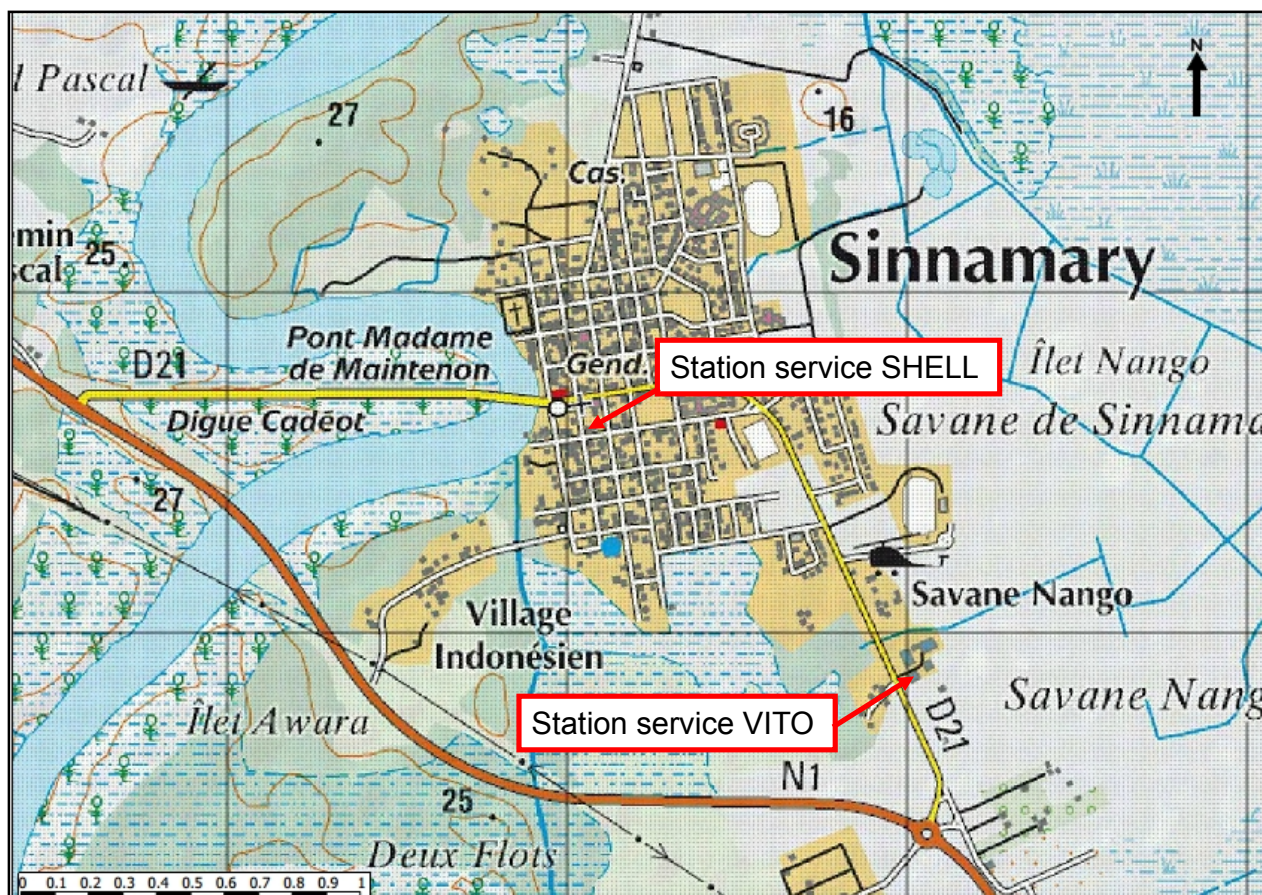 l Pascal
27
N
16
Cas.
emin
scal
25
Sinnamary
Pont Madame
de Maintenon
D21
Gend.
Station service SHELL
Îlet Nango
Digue Cadéot
Savane de Sinnama
27
Savane Nango
Village
Indonésien
Savane Nang
Îlet Awara
Station service VITO
D21
N1
25
Deux Flots
0 0.1 0.2 0.3 0.4 0.5 0.6 0.7 0.8 0.9 1